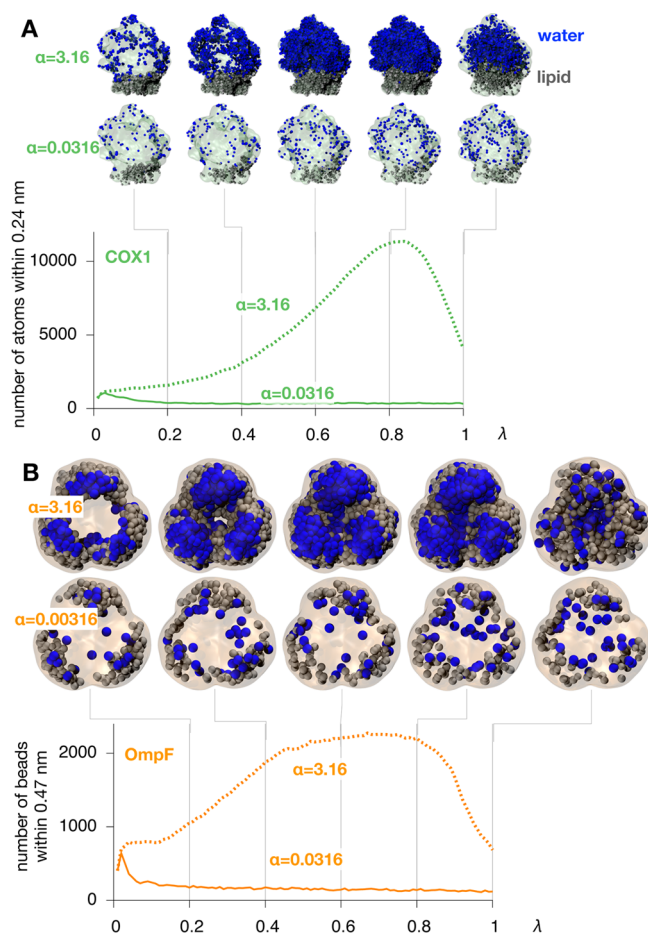 A
α=3.16
water
lipid
α=0.0316
number of atoms within 0.24 nm
10000
5000
0
COX1
α=3.16
α=0.0316
0 0.2 0.4 0.6 0.8 1 λ
B
α=3.16
α=0.00316
number of beads
within 0.47 nm
2000
1000
0
OmpF
α=3.16
α=0.0316
0 0.2 0.4 0.6 0.8 1 λ